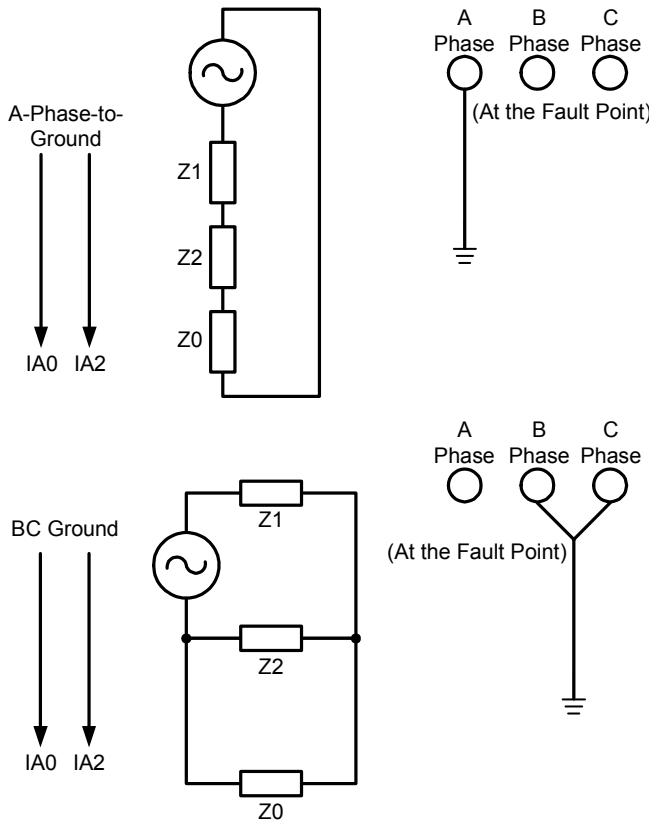 A B C
Phase Phase Phase
(At the Fault Point)
A-Phase-to-
Ground
Z1
Z2
Z0
IA0 IA2
A B C
Phase Phase Phase
(At the Fault Point)
BC Ground
Z1
Z2
IA0 IA2
Z0